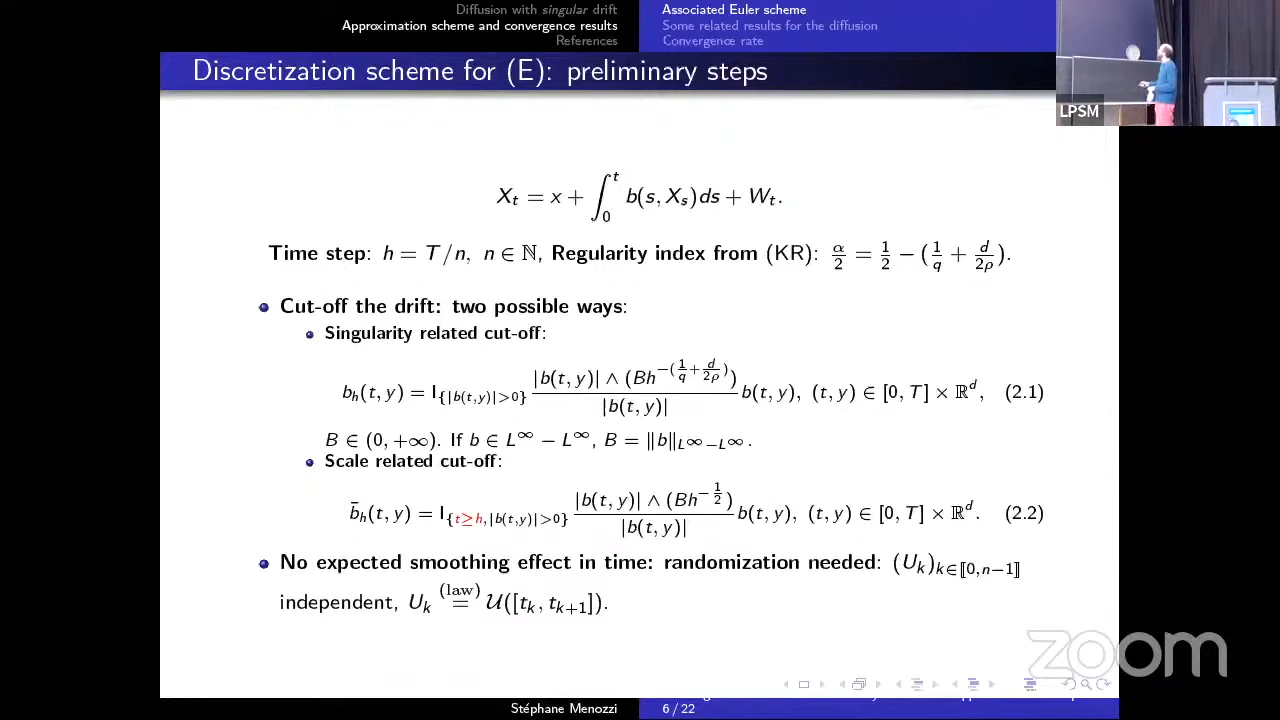 Diffusion with singular drift
Approximation scheme and convergence results
References
Associated Euler scheme
Some related results for the diffusion
Convergence rate
Discretization scheme for (E): preliminary steps
LPSM
X_t = x + ∫_0^t b(s, X_s)ds + W_t.
Time step: h = T/n, n ∈ ℕ, Regularity index from (KR): α/2 = 1/2 − (1/q + d/2ρ).
Cut-off the drift: two possible ways:
Singularity related cut-off:
b_h(t, y) = I_{|b(t,y)|>0} |b(t, y)| ∧ (Bh^{−(1/q + d/2ρ)}) / |b(t, y)| b(t, y), (t, y) ∈ [0, T] × ℝ^d, (2.1)
B ∈ (0, +∞). If b ∈ L^∞ − L^∞, B = ‖b‖_{L^∞−L^∞}.
Scale related cut-off:
b̄_h(t, y) = I_{t≥h,|b(t,y)|>0} |b(t, y)| ∧ (Bh^{−1/2}) / |b(t, y)| b(t, y), (t, y) ∈ [0, T] × ℝ^d. (2.2)
No expected smoothing effect in time: randomization needed: (U_k)_{k∈⟦0,n−1⟧}
independent, U_k (law)= 𝒰([t_k, t_{k+1}]).
zoom
Stéphane Menozzi
6 / 22